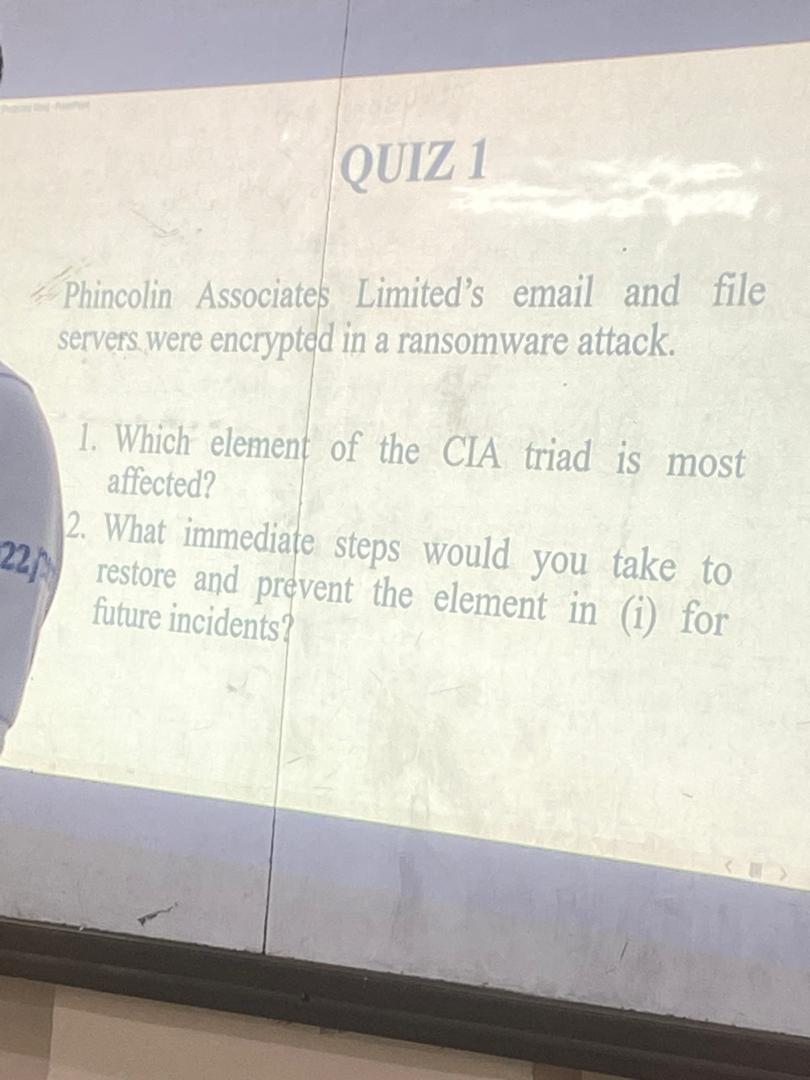 QUIZ 1
Phincolin Associates Limited's email and file
servers were encrypted in a ransomware attack.
1. Which element of the CIA triad is most
affected?
2. What immediate steps would you take to
restore and prevent the element in (i) for
future incidents?
22